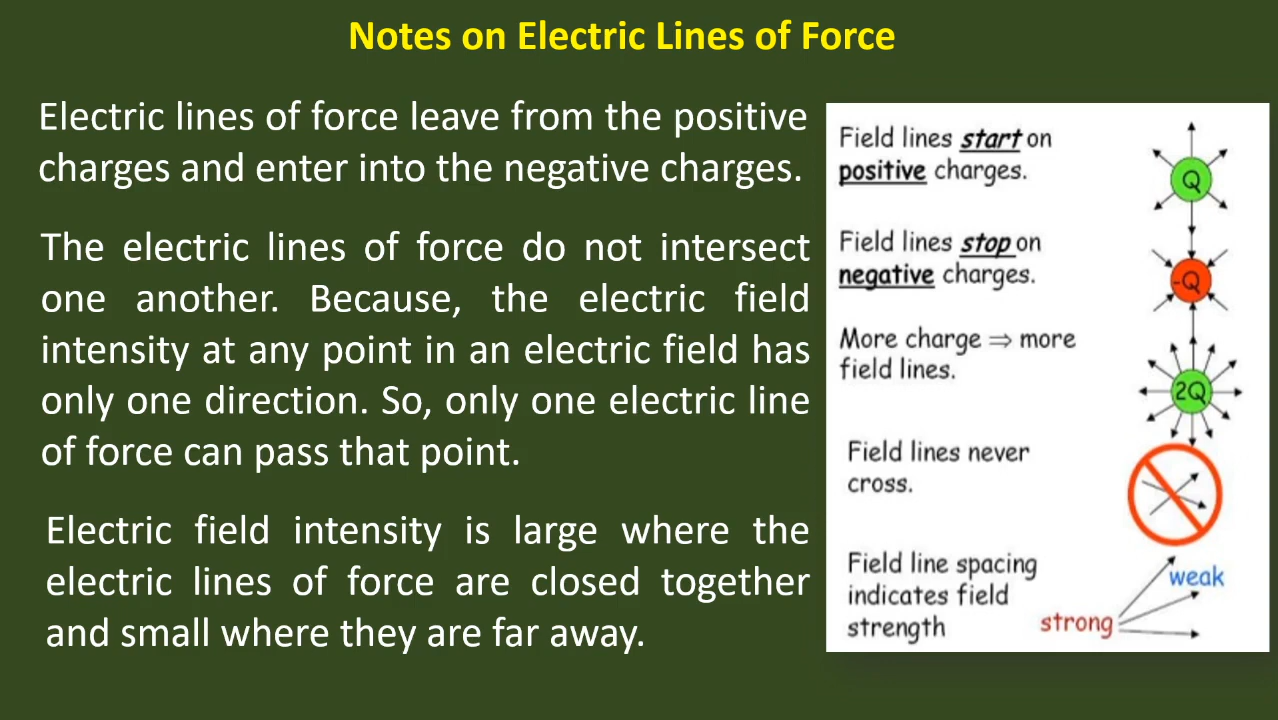 Notes on Electric Lines of Force
Electric lines of force leave from the positive
charges and enter into the negative charges.
The electric lines of force do not intersect
one another. Because, the electric field
intensity at any point in an electric field has
only one direction. So, only one electric line
of force can pass that point.
Electric field intensity is large where the
electric lines of force are closed together
and small where they are far away.
Field lines start on
positive charges.
Q
Field lines stop on
negative charges.
-Q
More charge ⇒ more
field lines.
2Q
Field lines never
cross.
Field line spacing
indicates field
strength
strong
weak